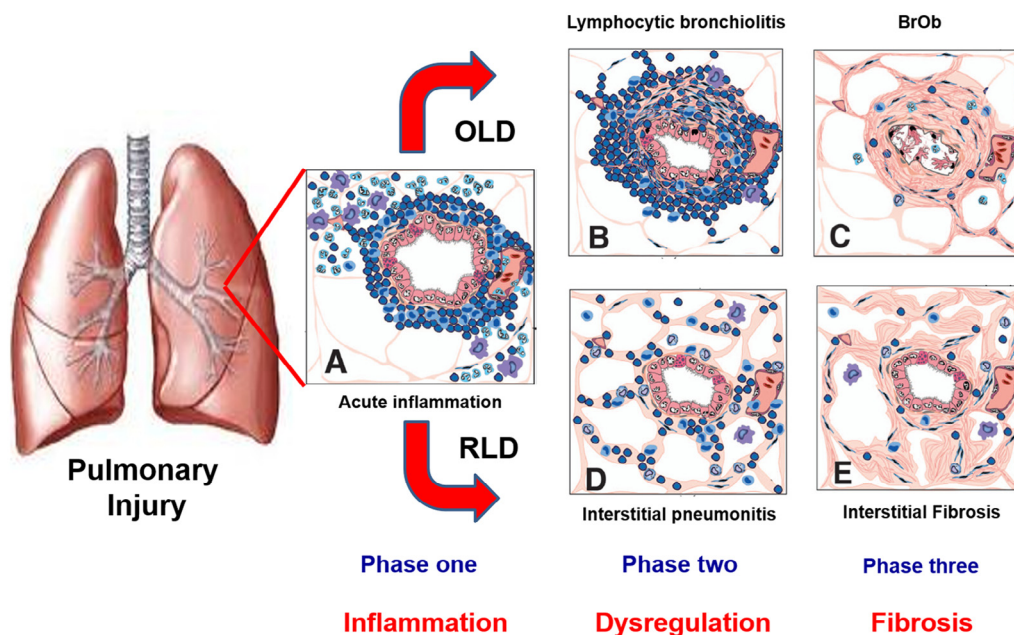 Lymphocytic bronchiolitis
BrOb
OLD
B
C
A
Acute inflammation
RLD
D
E
Pulmonary
Injury
Interstitial pneumonitis
Interstitial Fibrosis
Phase one
Phase two
Phase three
Inflammation
Dysregulation
Fibrosis